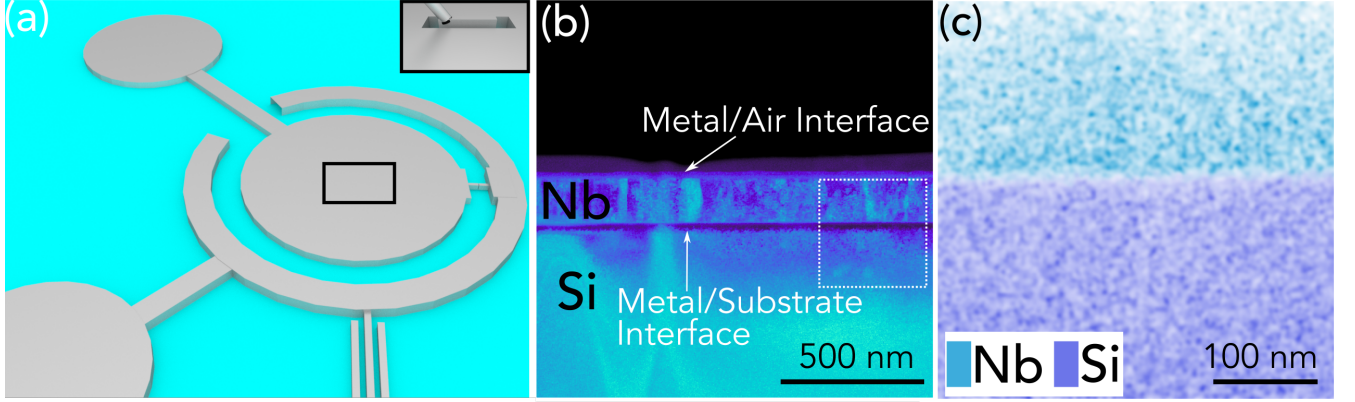 (a)
(b)
(c)
Metal/Air Interface
Nb
Si
Metal/Substrate
Interface
500 nm
Nb Si
100 nm